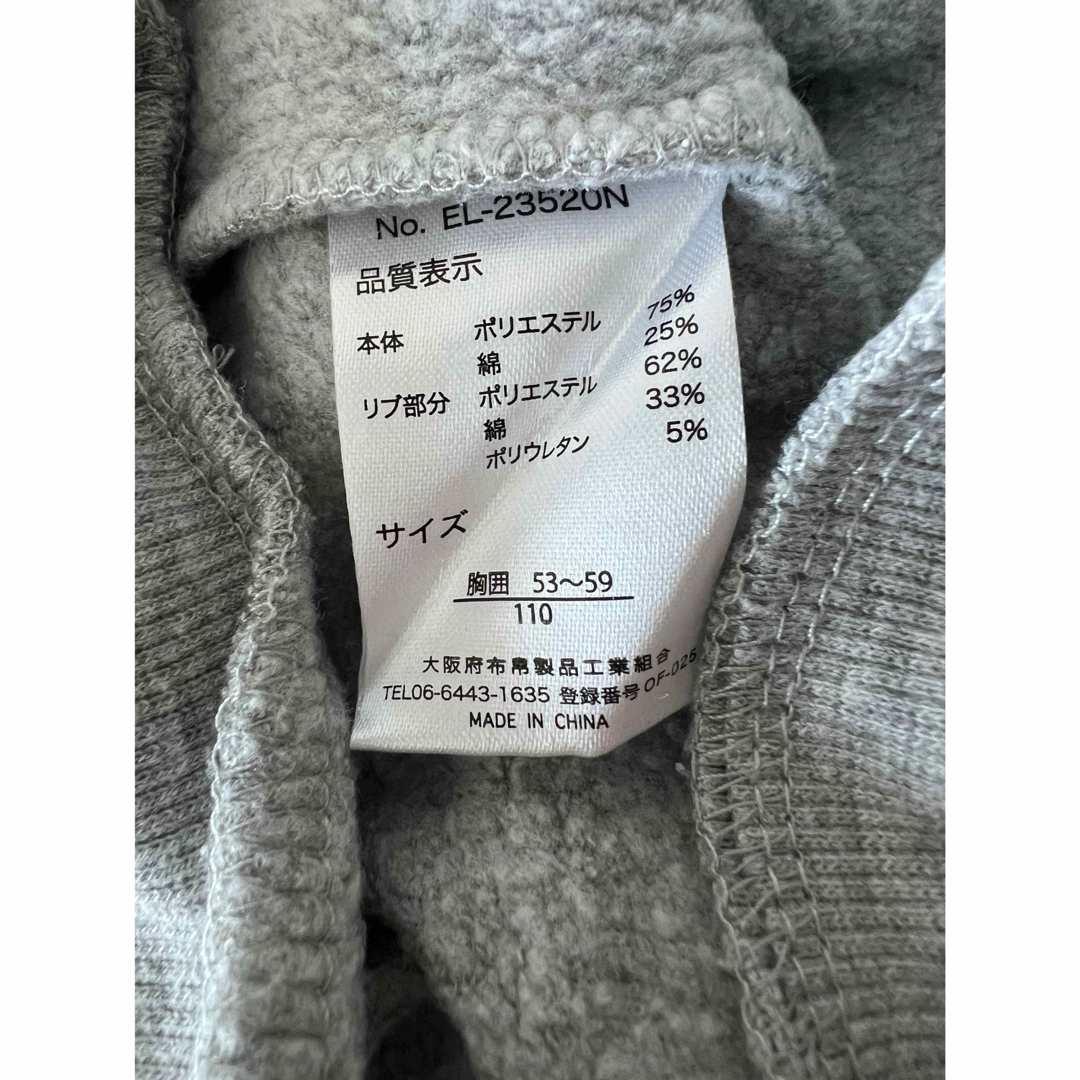 No. EL-23520N
品質表示
本体 ポリエステル 75%
綿 25%
リブ部分 ポリエステル 62%
綿 33%
ポリウレタン 5%
サイズ
胸囲 53～59
110
大阪府布帛製品工業組合
TEL06-6443-1635 登録番号OF-025
MADE IN CHINA